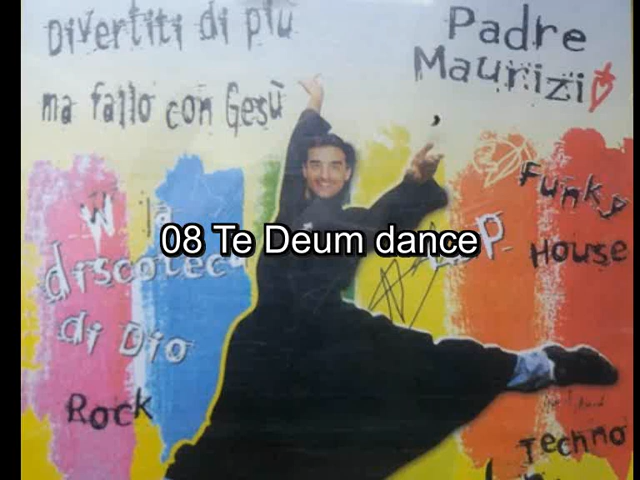 Divertiti di più
ma fallo con Gesù
Padre
Maurizio
W la
discoteca
di Dio
Rock
08 Te Deum dance
Funky
House
Techno